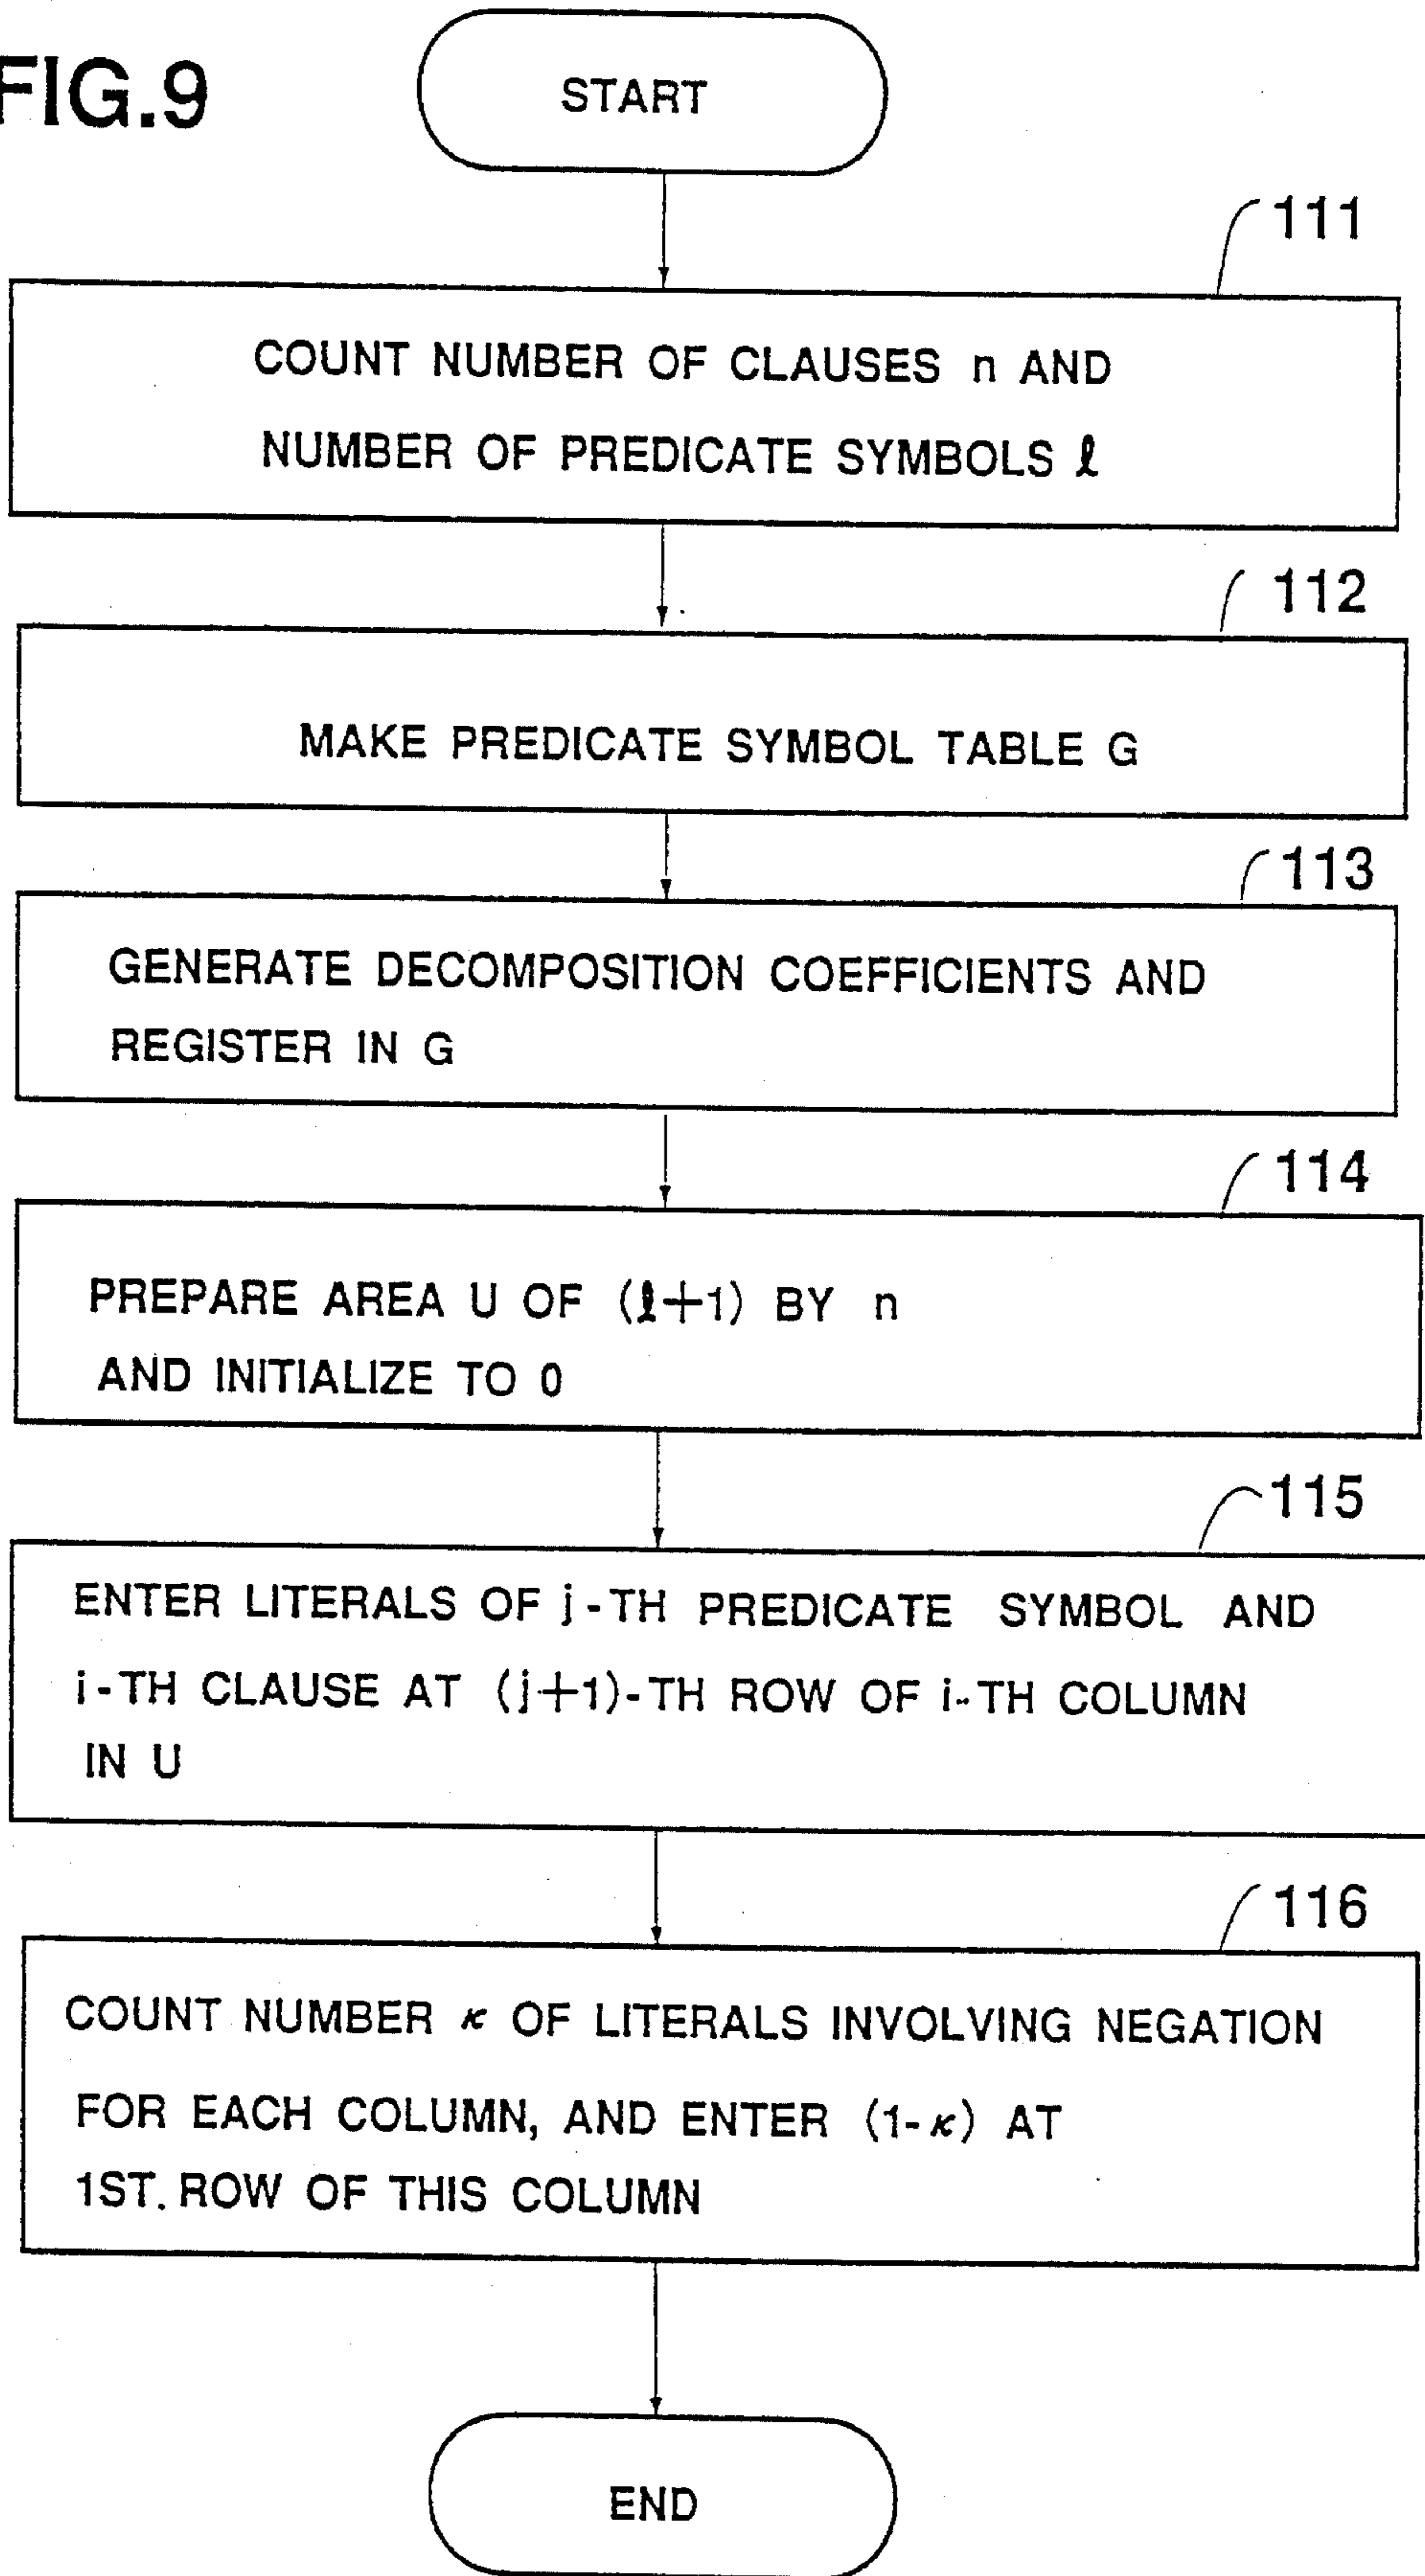 FIG.9
START
111
COUNT NUMBER OF CLAUSES n AND
NUMBER OF PREDICATE SYMBOLS ℓ
112
MAKE PREDICATE SYMBOL TABLE G
113
GENERATE DECOMPOSITION COEFFICIENTS AND
REGISTER IN G
114
PREPARE AREA U OF (ℓ+1) BY n
AND INITIALIZE TO 0
115
ENTER LITERALS OF j-TH PREDICATE SYMBOL AND
i-TH CLAUSE AT (j+1)-TH ROW OF i-TH COLUMN
IN U
116
COUNT NUMBER κ OF LITERALS INVOLVING NEGATION
FOR EACH COLUMN, AND ENTER (1-κ) AT
1ST. ROW OF THIS COLUMN
END